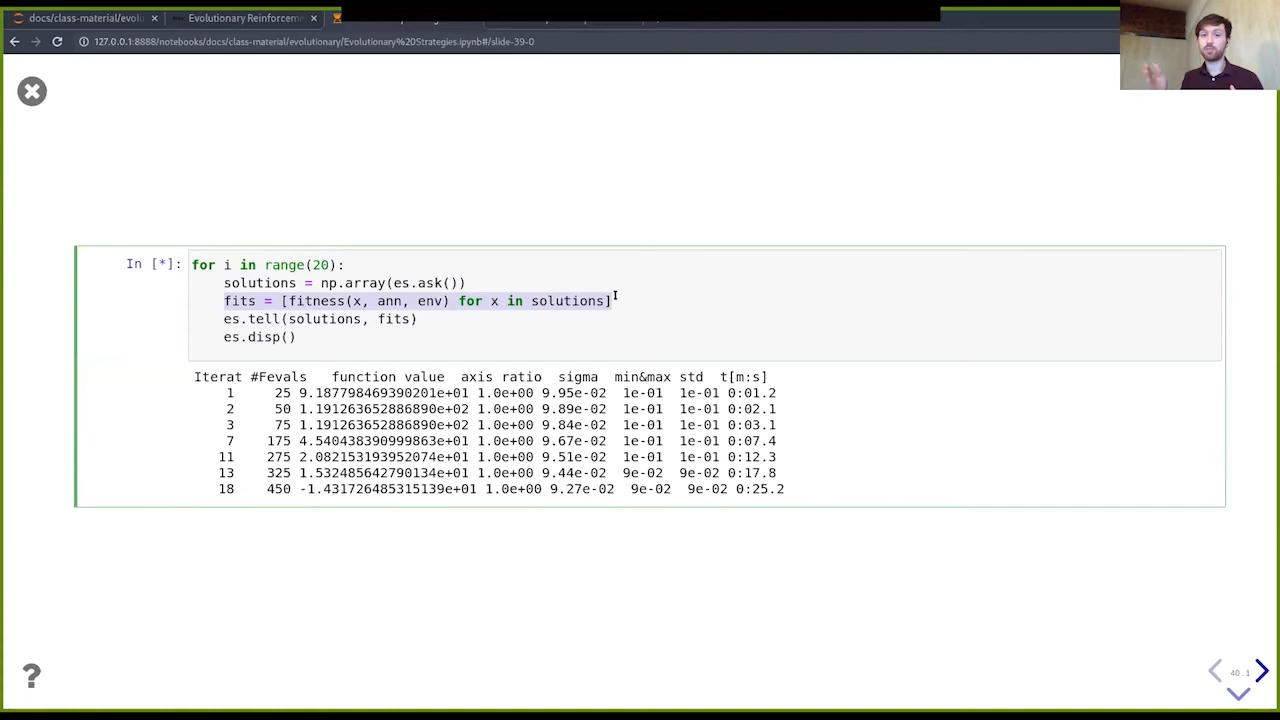 docs/class-material/evolu
Evolutionary Reinforcem
127.0.0.1:8888/notebooks/docs/class-material/evolutionary/Evolutionary%20Strategies.ipynb#/slide-39-0
In [*]:
for i in range(20):
solutions = np.array(es.ask())
fits = [fitness(x, ann, env) for x in solutions]
es.tell(solutions, fits)
es.disp()
Iterat #Fevals function value axis ratio sigma min&max std t[m:s]
1 25 9.187798469390201e+01 1.0e+00 9.95e-02 1e-01 1e-01 0:01.2
2 50 1.191263652886890e+02 1.0e+00 9.89e-02 1e-01 1e-01 0:02.1
3 75 1.191263652886890e+02 1.0e+00 9.84e-02 1e-01 1e-01 0:03.1
7 175 4.540438390999863e+01 1.0e+00 9.67e-02 1e-01 1e-01 0:07.4
11 275 2.082153193952074e+01 1.0e+00 9.51e-02 1e-01 1e-01 0:12.3
13 325 1.532485642790134e+01 1.0e+00 9.44e-02 9e-02 9e-02 0:17.8
18 450 -1.431726485315139e+01 1.0e+00 9.27e-02 9e-02 9e-02 0:25.2
?
40.1